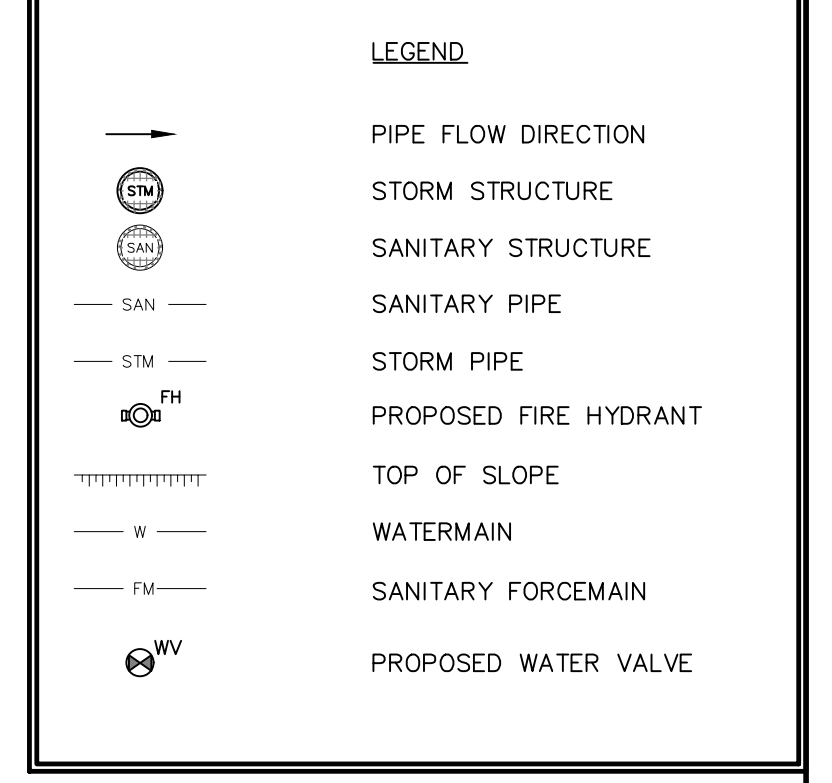 LEGEND
PIPE FLOW DIRECTION
STM STORM STRUCTURE
SAN SANITARY STRUCTURE
SAN SANITARY PIPE
STM STORM PIPE
FH PROPOSED FIRE HYDRANT
TOP OF SLOPE
W WATERMAIN
FM SANITARY FORCEMAIN
WV PROPOSED WATER VALVE